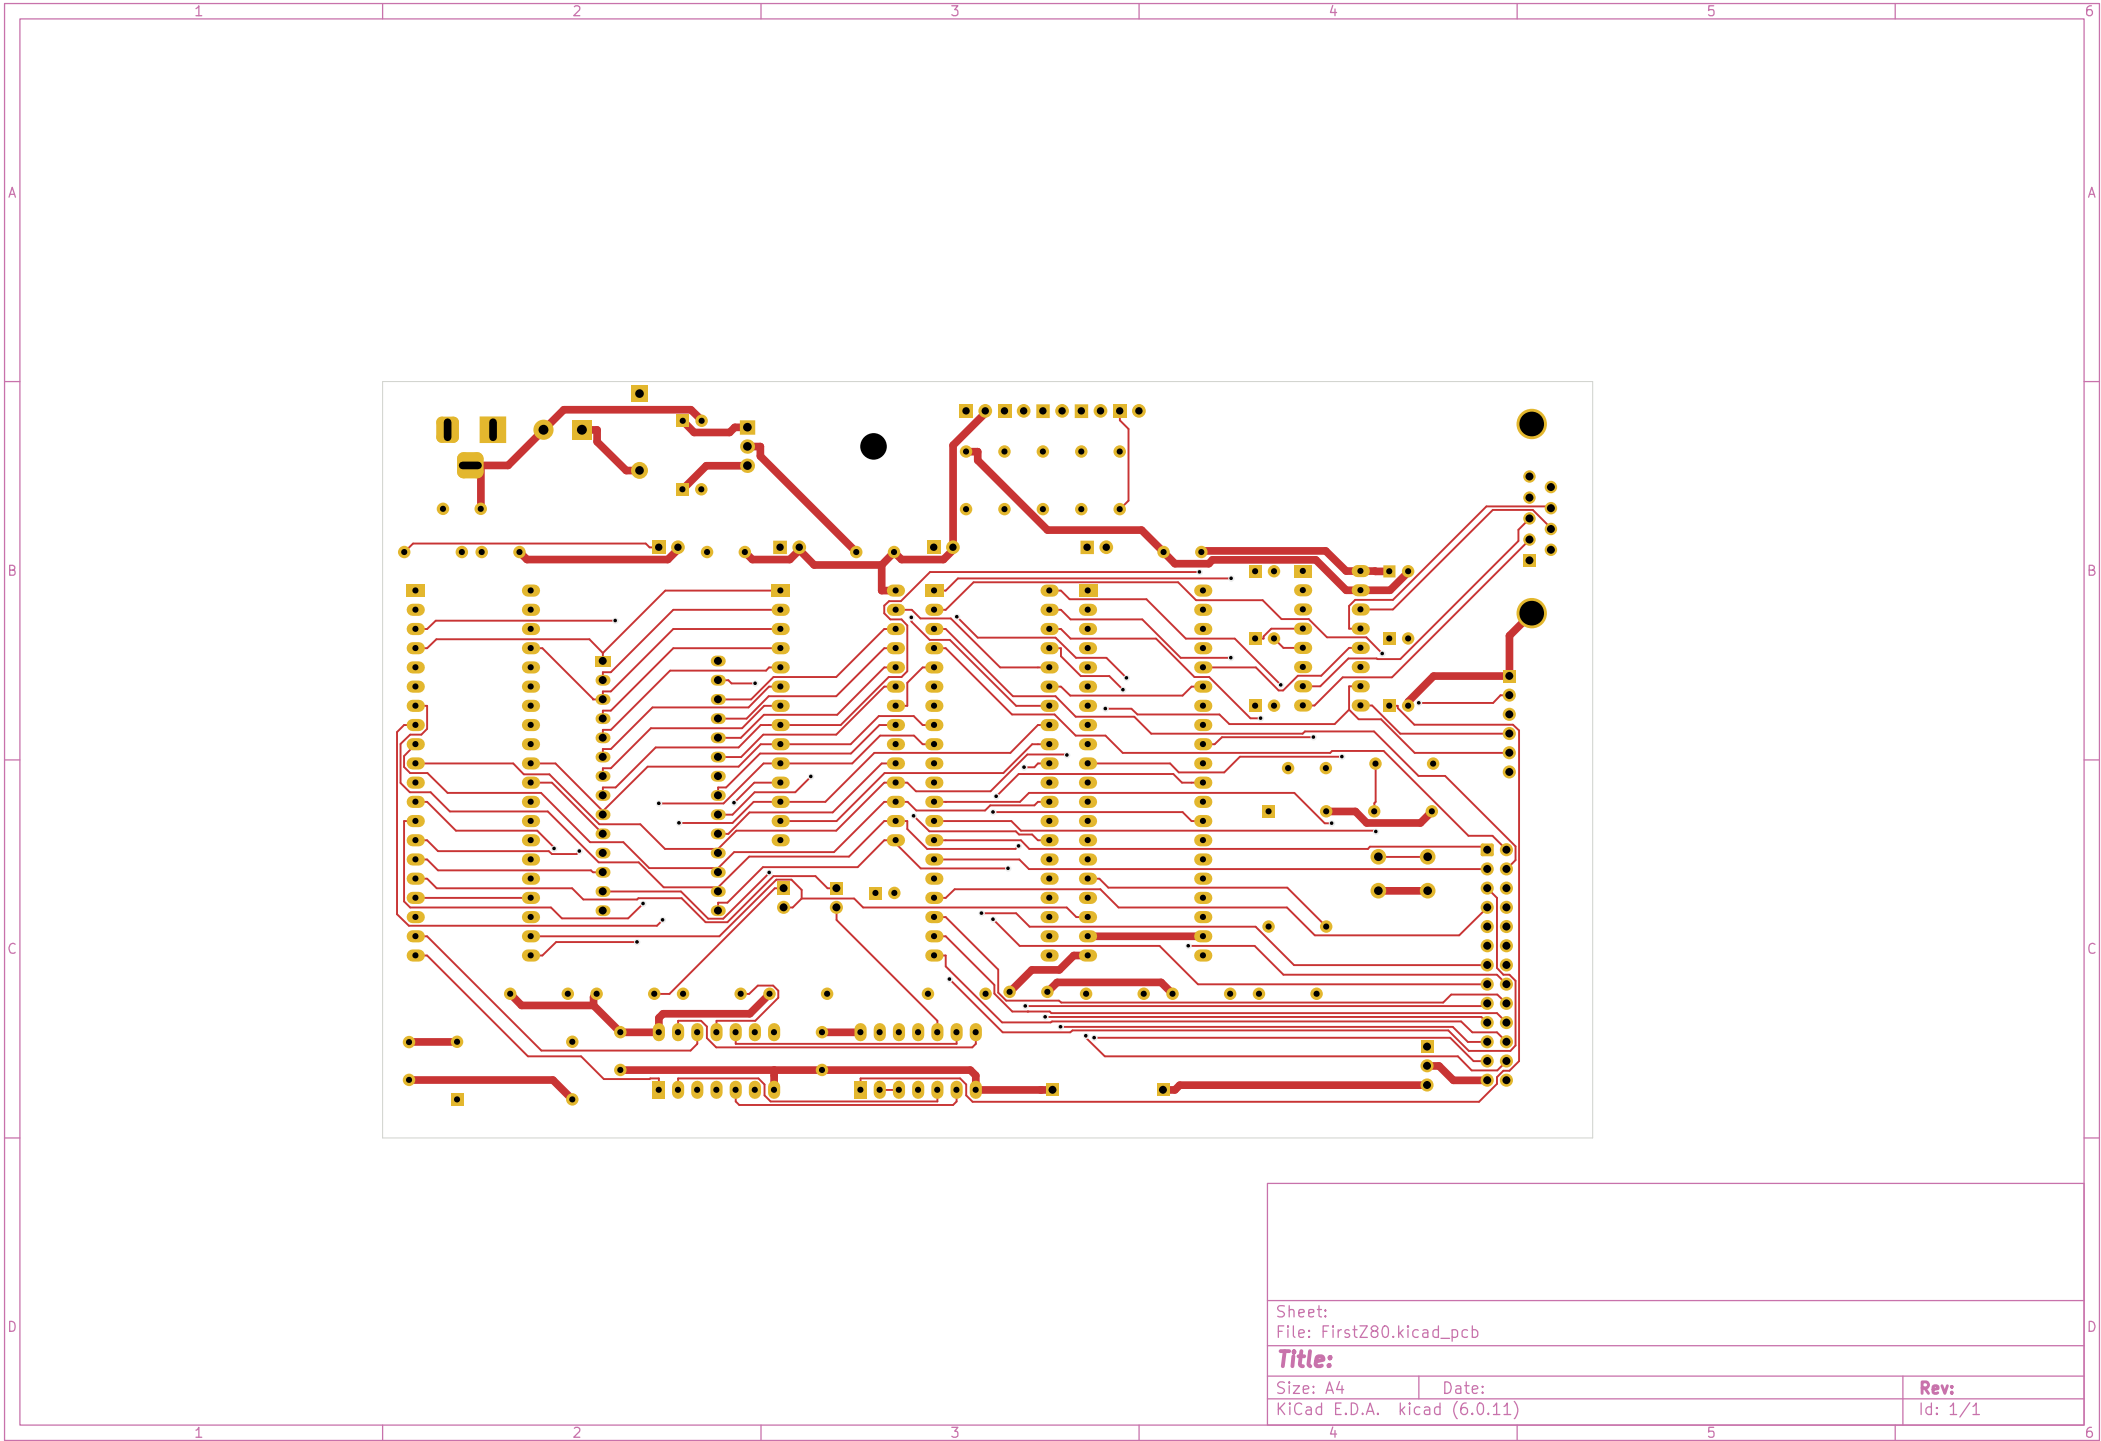 1 2 3 4 5 6
A A
B B
C C
D D
Sheet:
File: FirstZ80.kicad_pcb
Title:
Size: A4 Date: Rev:
KiCad E.D.A. kicad (6.0.11) Id: 1/1
1 2 3 4 5 6